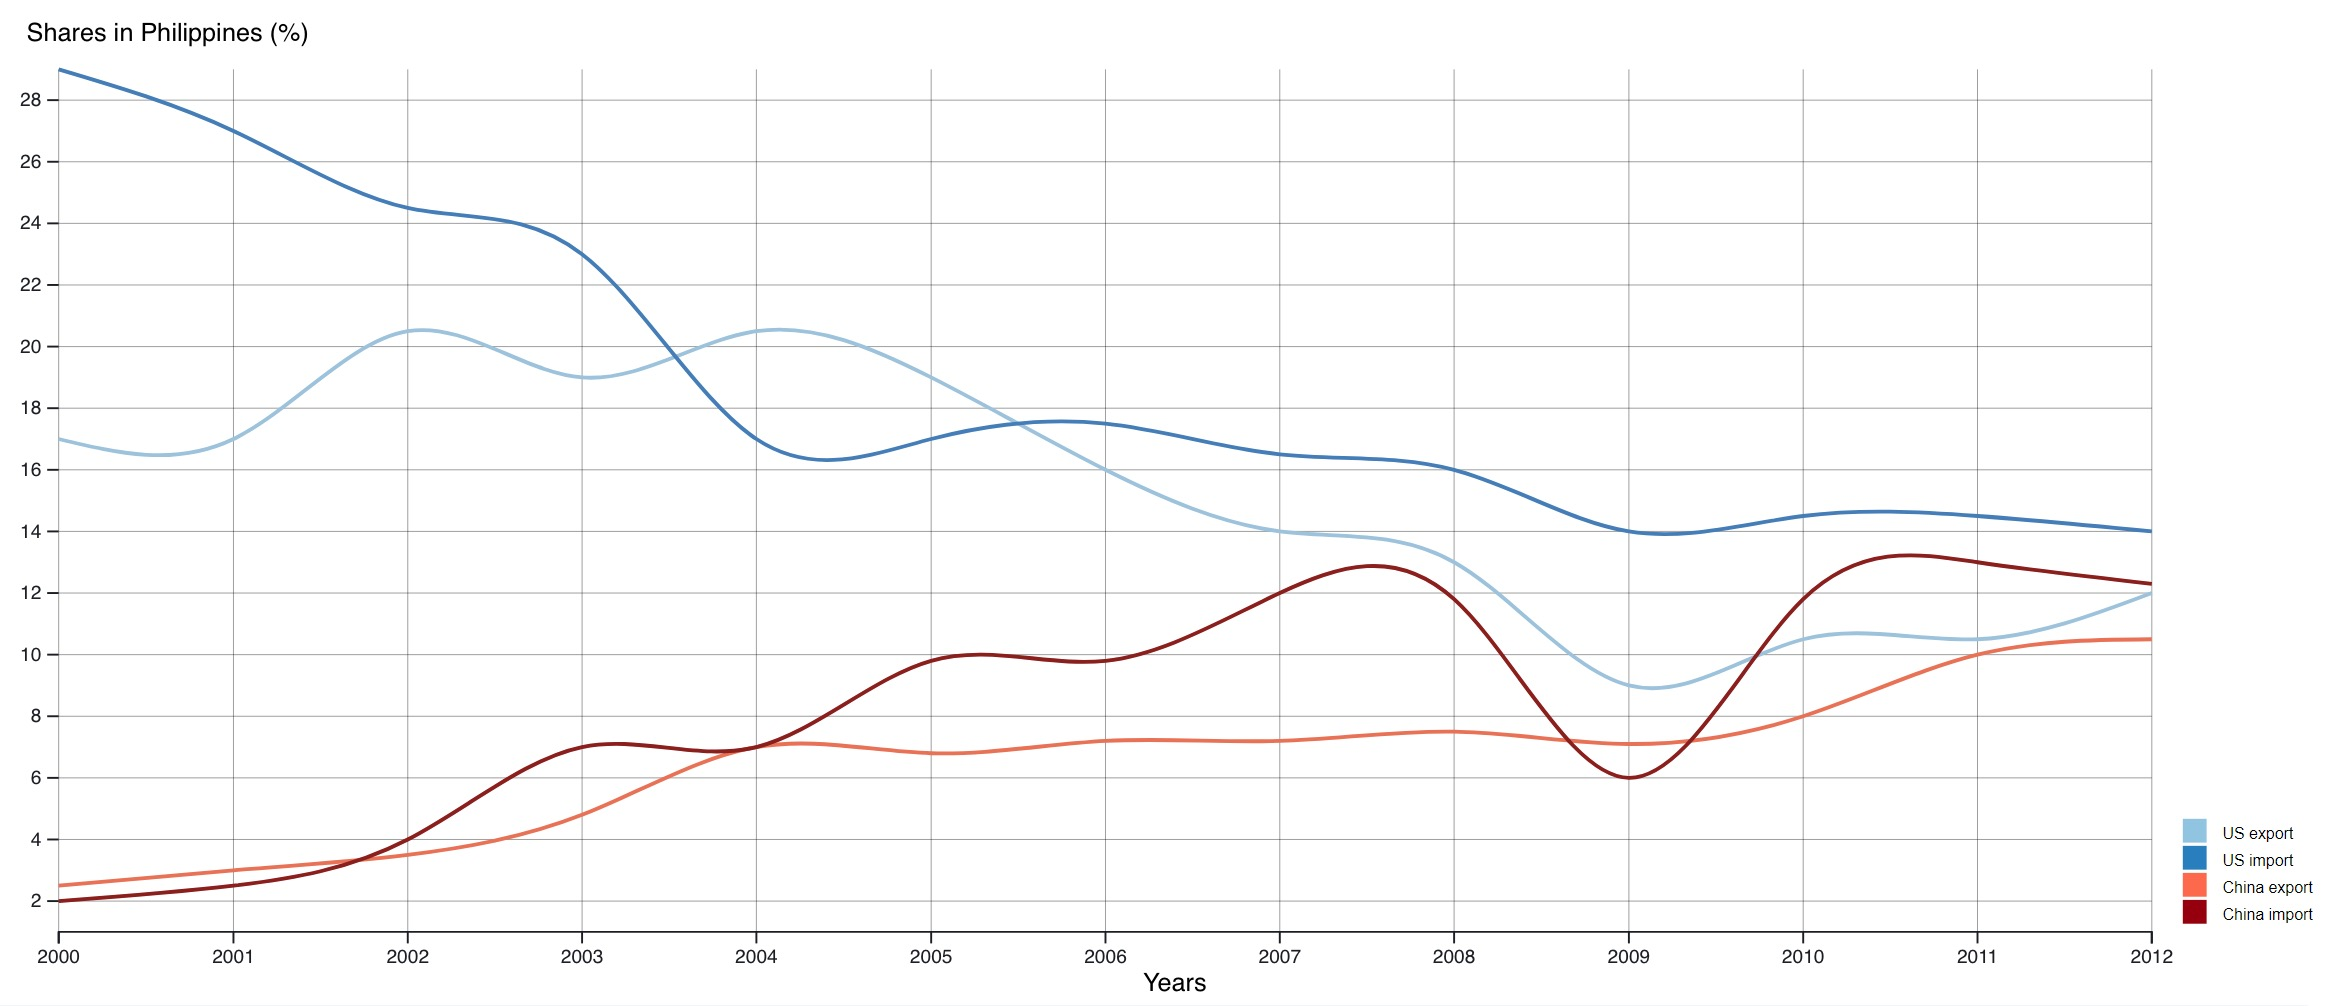 Shares in Philippines (%)
28
26
24
22
20
18
16
14
12
10
8
6
4
2
2000 2001 2002 2003 2004 2005 2006 2007 2008 2009 2010 2011 2012
Years
US export
US import
China export
China import